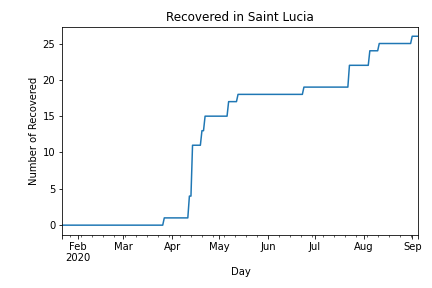 Recovered in Saint Lucia
Number of Recovered
25
20
15
10
5
0
Feb Mar Apr May Jun Jul Aug Sep
2020
Day